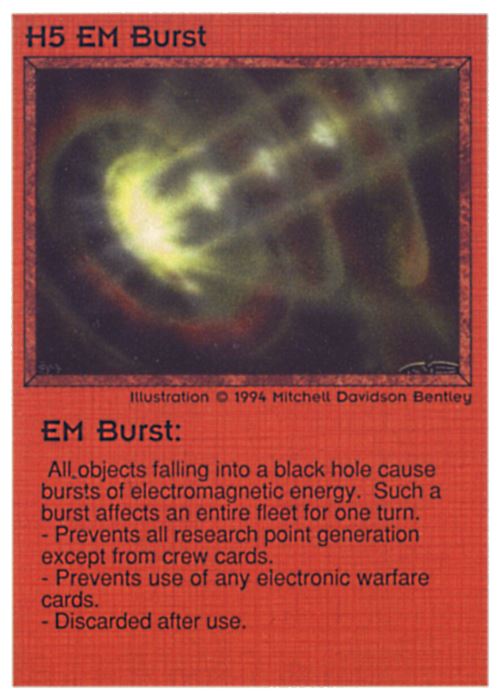 H5 EM Burst
Illustration © 1994 Mitchell Davidson Bentley
EM Burst:
All objects falling into a black hole cause
bursts of electromagnetic energy. Such a
burst affects an entire fleet for one turn.
- Prevents all research point generation
except from crew cards.
- Prevents use of any electronic warfare
cards.
- Discarded after use.